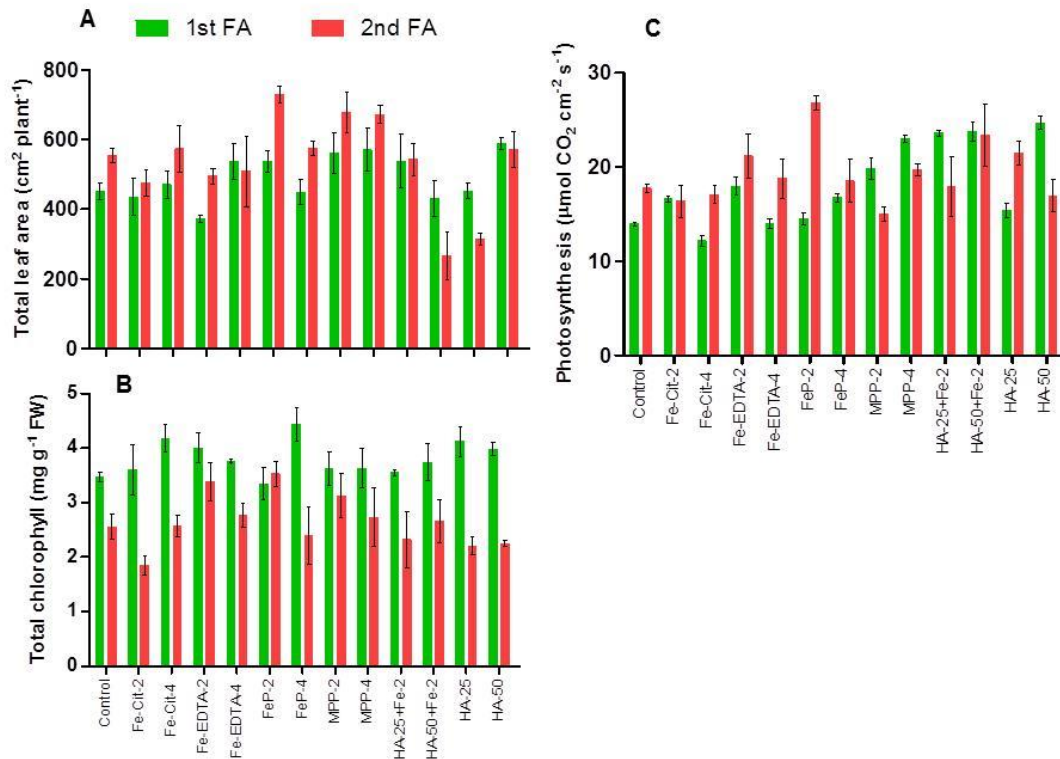 A
1st FA
2nd FA
Total leaf area (cm² plant⁻¹)
800
600
400
200
0
B
Total chlorophyll (mg g⁻¹ FW)
5
4
3
2
1
0
Control
Fe-Cit-2
Fe-Cit-4
Fe-EDTA-2
Fe-EDTA-4
FeP-2
FeP-4
MPP-2
MPP-4
HA-25+Fe-2
HA-50+Fe-2
HA-25
HA-50
C
Photosynthesis (µmol CO₂ cm⁻² s⁻¹)
30
20
10
0
Control
Fe-Cit-2
Fe-Cit-4
Fe-EDTA-2
Fe-EDTA-4
FeP-2
FeP-4
MPP-2
MPP-4
HA-25+Fe-2
HA-50+Fe-2
HA-25
HA-50